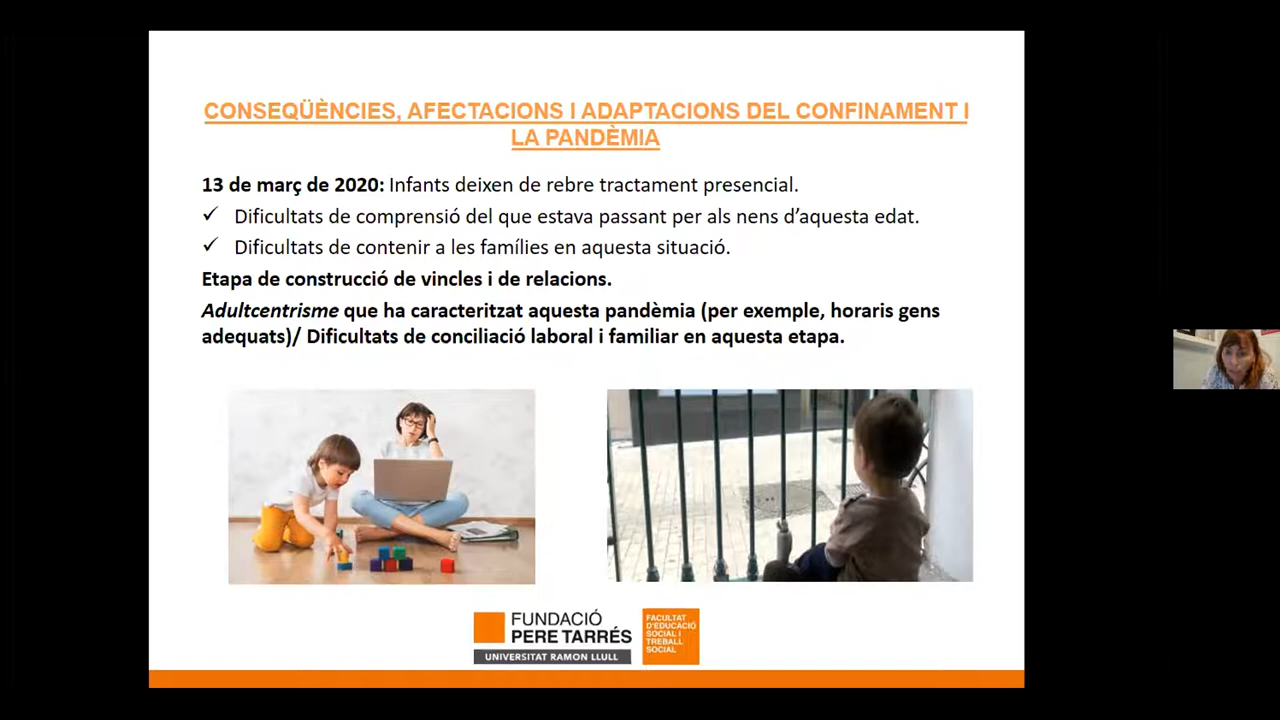 CONSEQÜÈNCIES, AFECTACIONS I ADAPTACIONS DEL CONFINAMENT I
LA PANDÈMIA
13 de març de 2020: Infants deixen de rebre tractament presencial.
✓ Dificultats de comprensió del que estava passant per als nens d’aquesta edat.
✓ Dificultats de contenir a les famílies en aquesta situació.
Etapa de construcció de vincles i de relacions.
Adultcentrisme que ha caracteritzat aquesta pandèmia (per exemple, horaris gens
adequats)/ Dificultats de conciliació laboral i familiar en aquesta etapa.
FUNDACIÓ
PERE TARRÉS
UNIVERSITAT RAMON LLULL
FACULTAT
D'EDUCACIÓ
SOCIAL I
TREBALL
SOCIAL